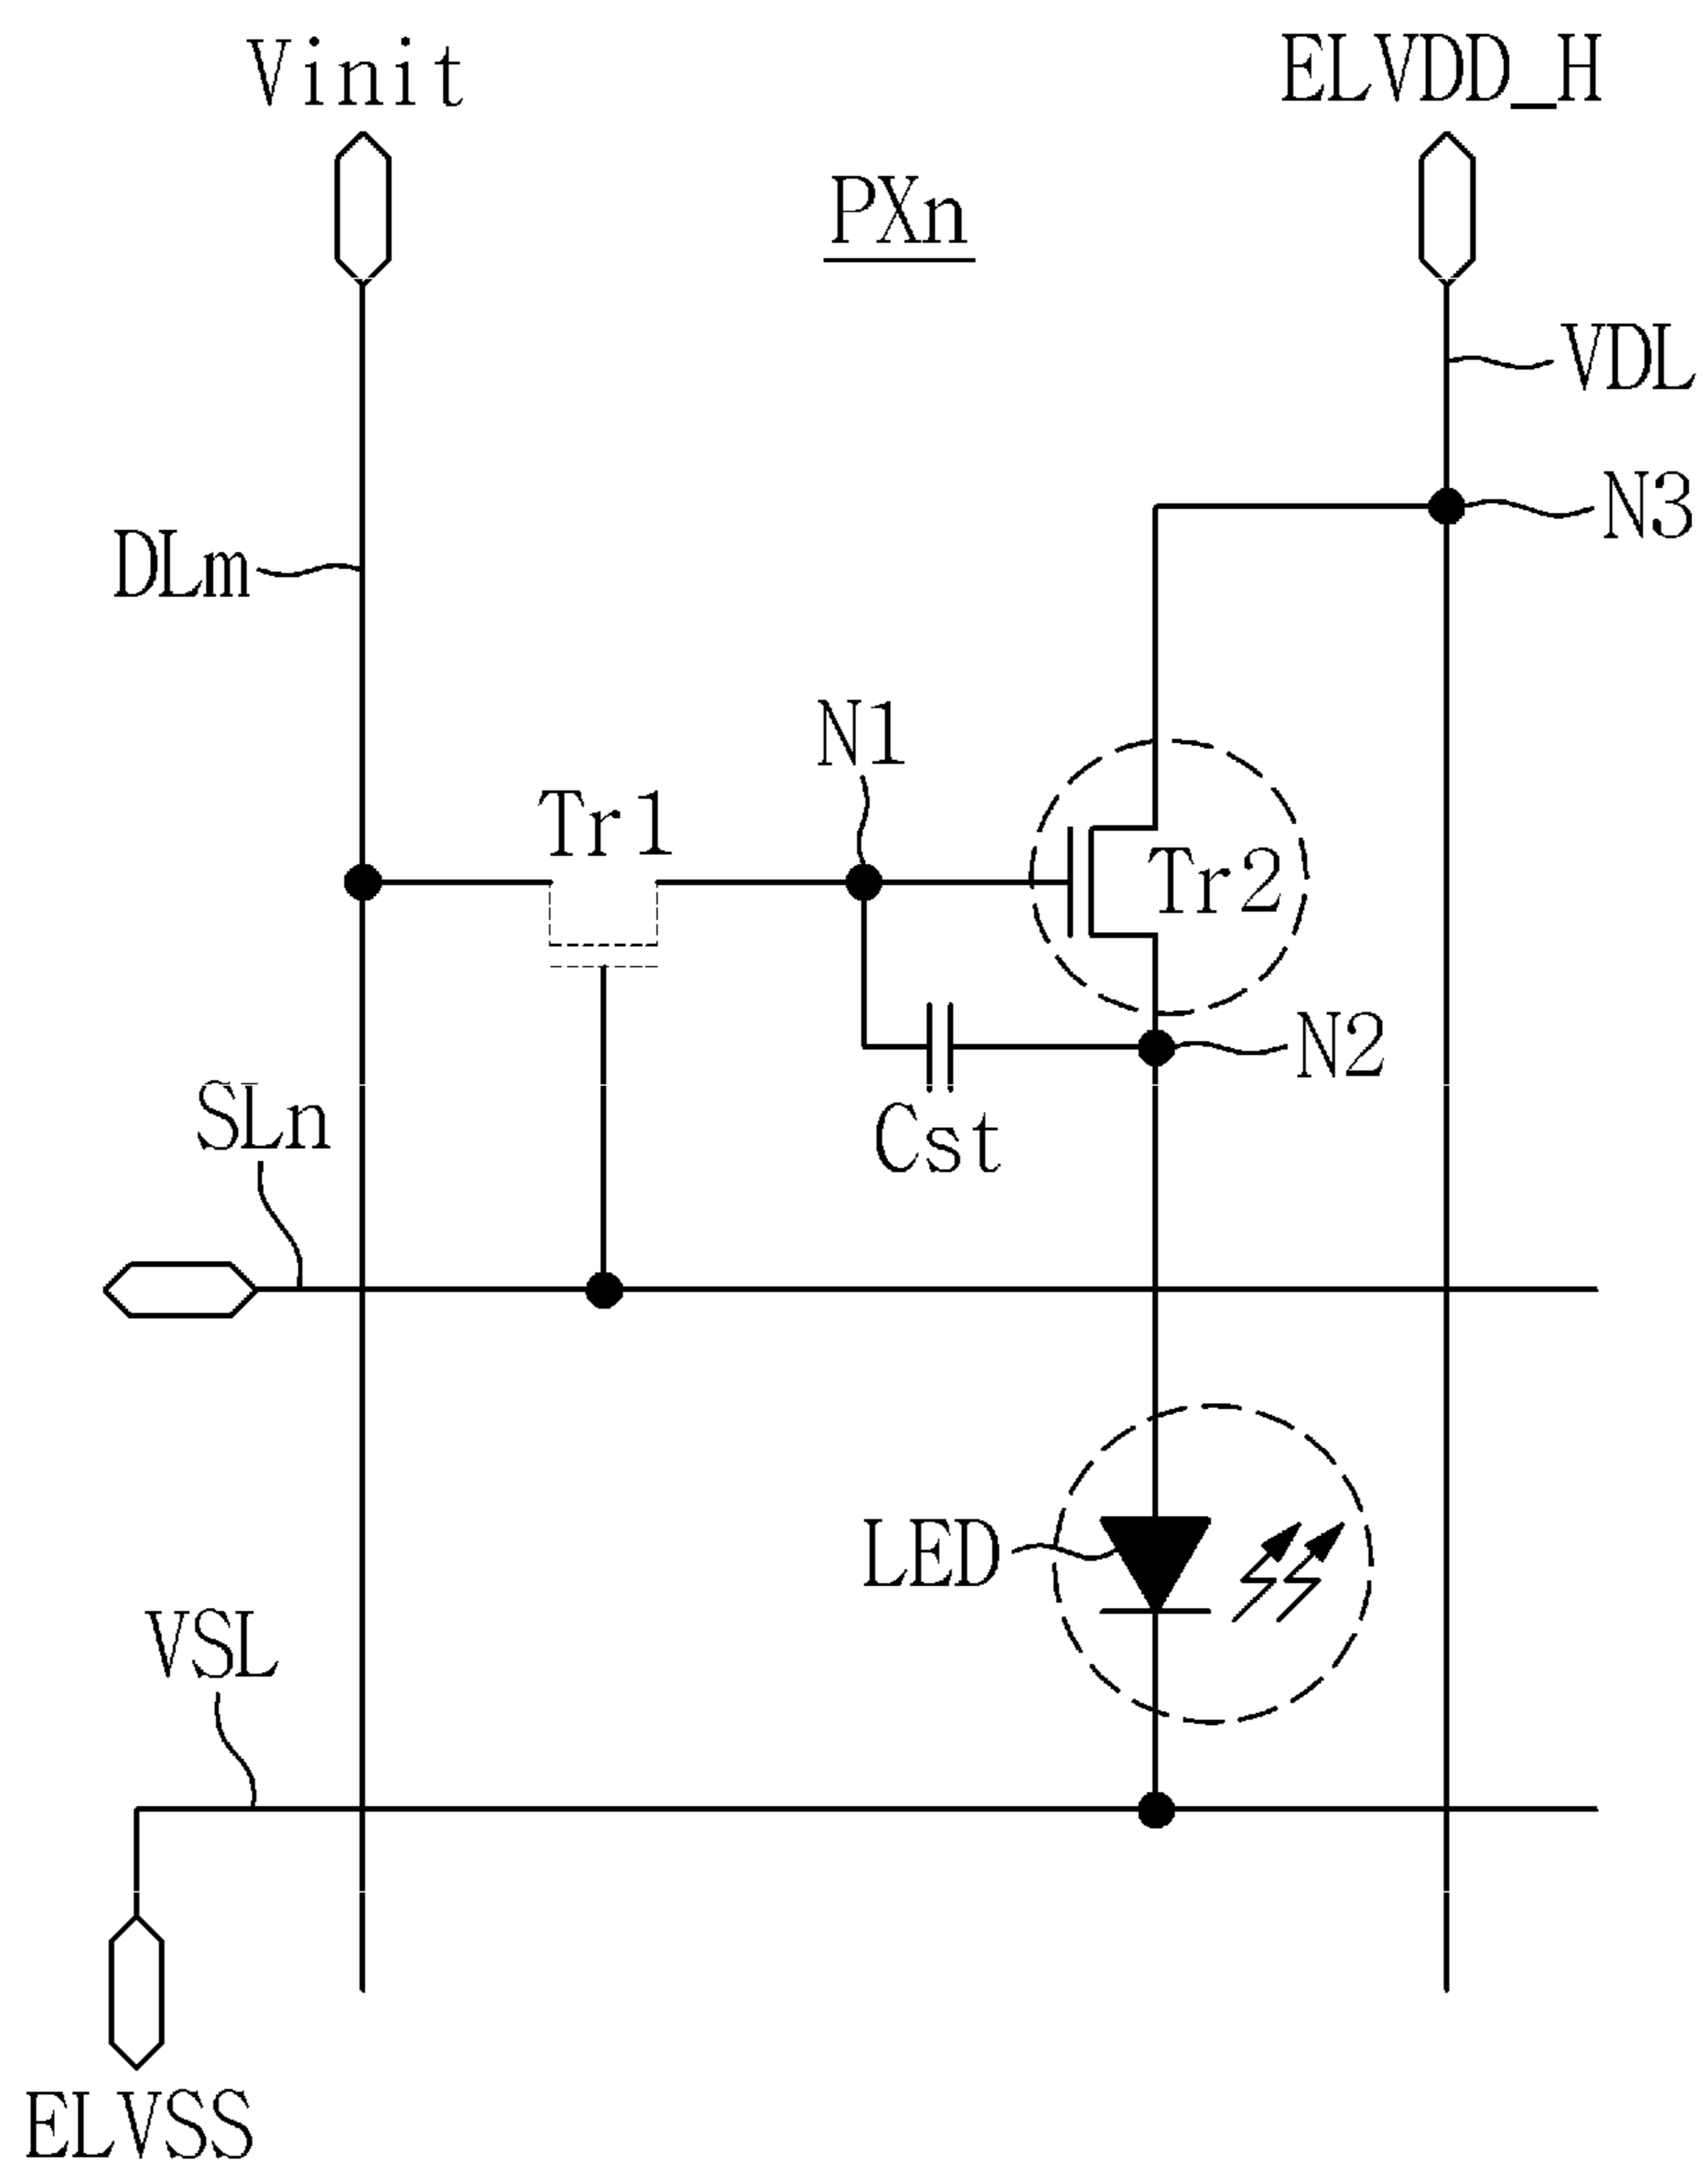 Vinit
ELVDD_H
PXn
VDL
N3
DLm
N1
Tr1
Tr2
N2
SLn
Cst
LED
VSL
ELVSS